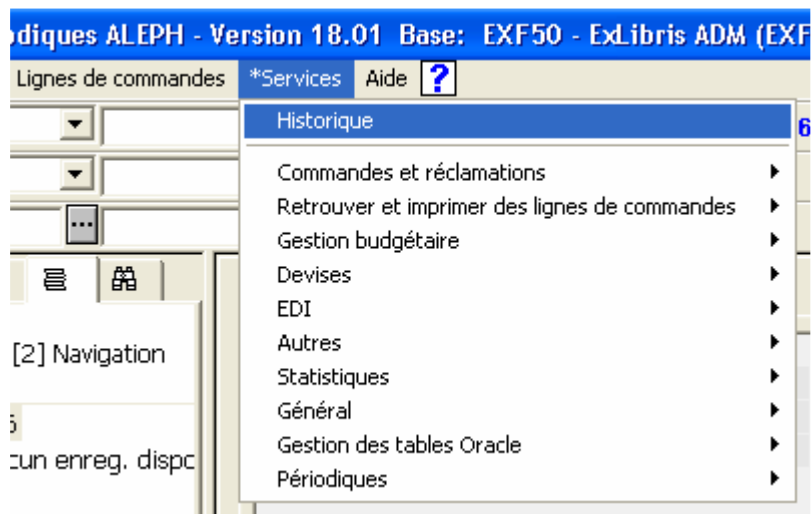 odiques ALEPH - Version 18.01 Base: EXF50 - ExLibris ADM (EXF
Lignes de commandes *Services Aide ?
Historique
6
Commandes et réclamations
Retrouver et imprimer des lignes de commandes
Gestion budgétaire
Devises
EDI
Autres
[2] Navigation
Statistiques
Général
cun enreg. dispo
Gestion des tables Oracle
Périodiques